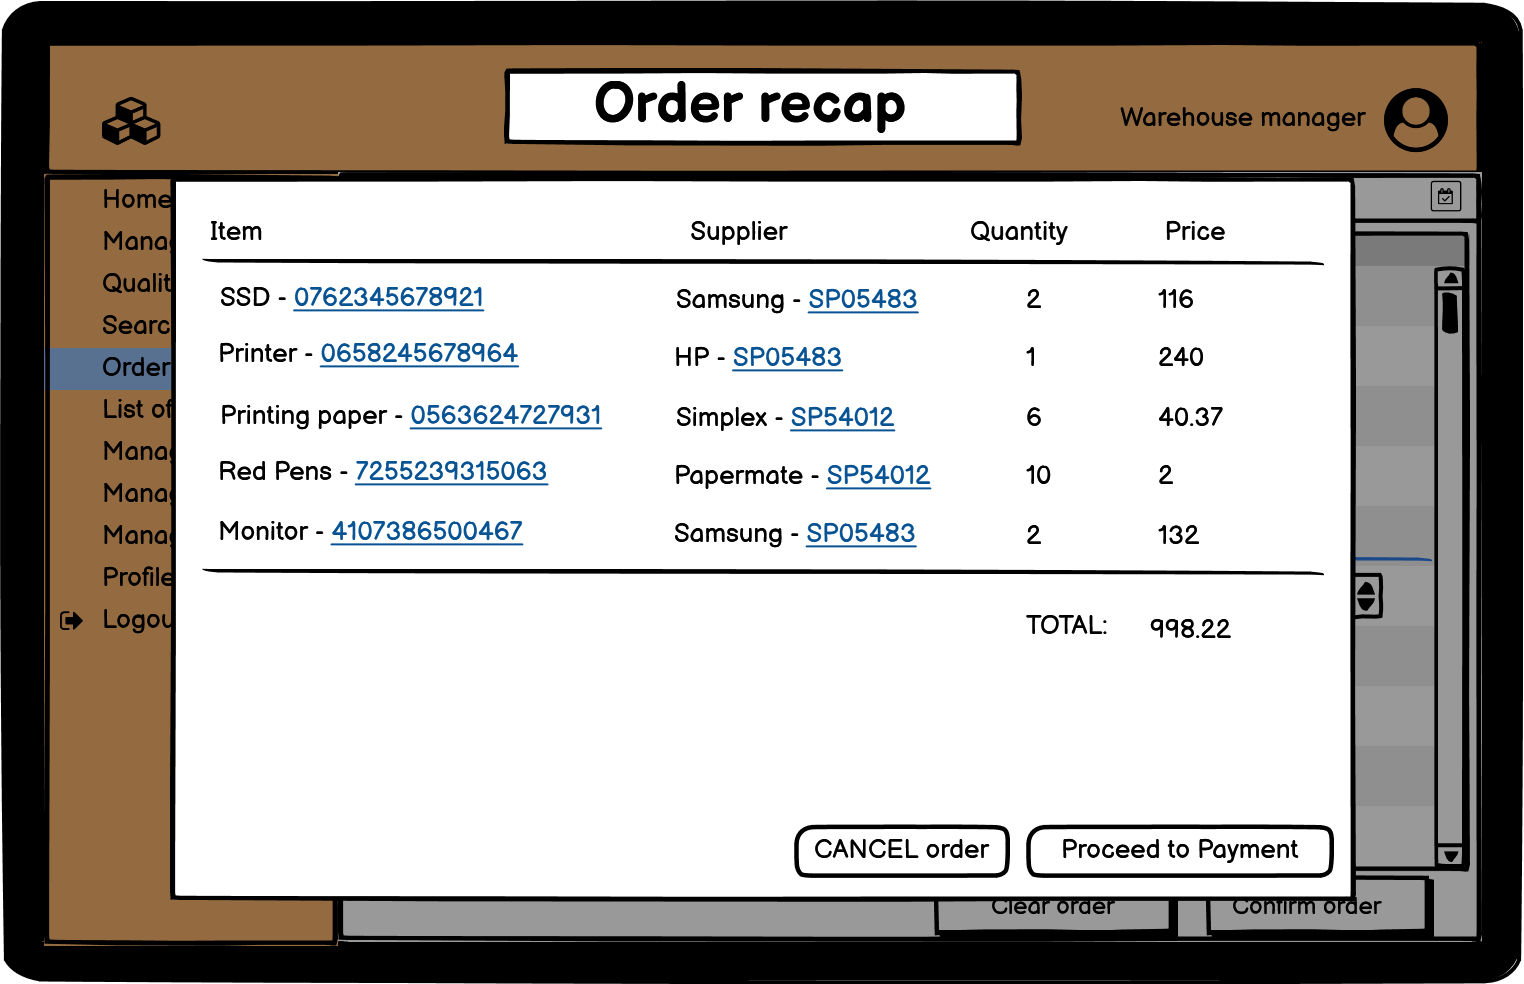 Order recap
Warehouse manager
Home
Mana
Qualit
Searc
Order
List of
Mana
Mana
Mana
Profile
Logou
Item Supplier Quantity Price
SSD - 0762345678921 Samsung - SP05483 2 116
Printer - 0658245678964 HP - SP05483 1 240
Printing paper - 0563624727931 Simplex - SP54012 6 40.37
Red Pens - 7255239315063 Papermate - SP54012 10 2
Monitor - 4107386500467 Samsung - SP05483 2 132
TOTAL: 998.22
CANCEL order Proceed to Payment
Clear order Confirm order